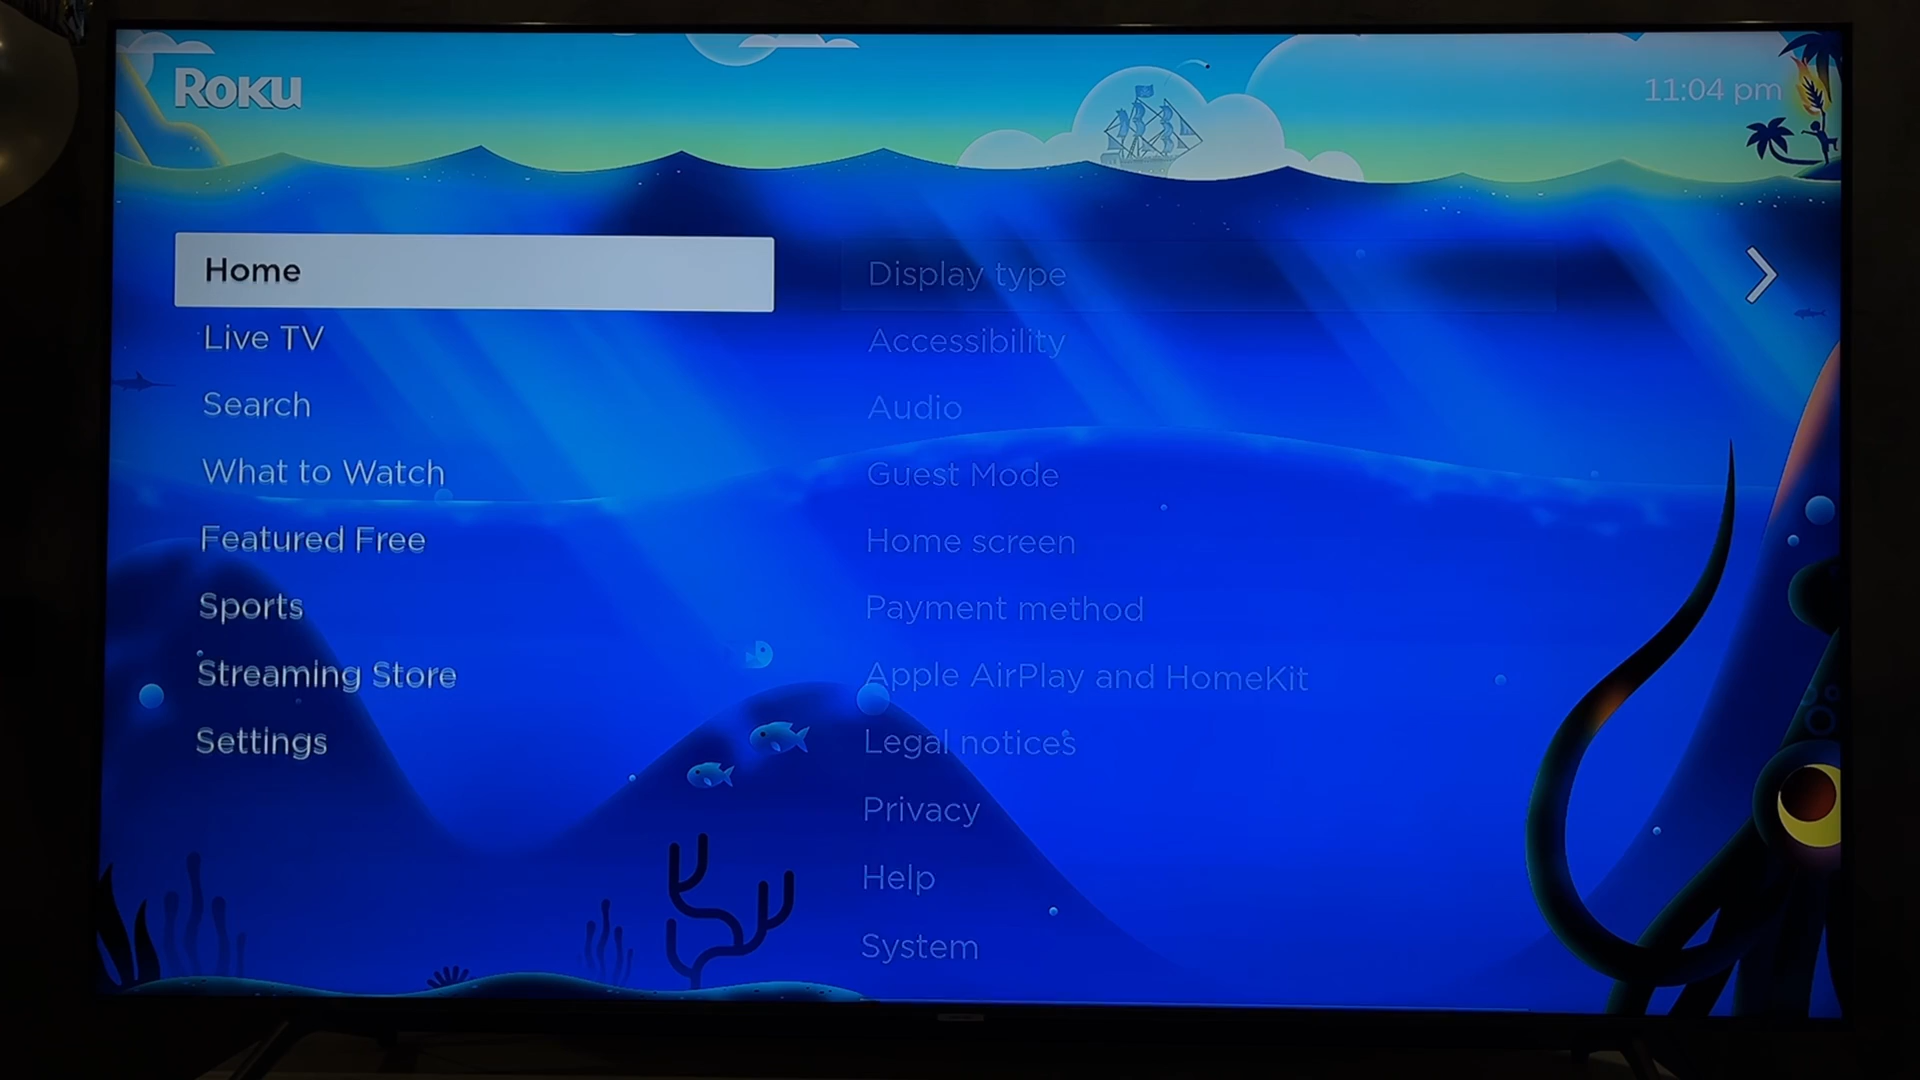 Roku
11:04 pm
Home
Live TV
Search
What to Watch
Featured Free
Sports
Streaming Store
Settings
Display type
Accessibility
Audio
Guest Mode
Home screen
Payment method
Apple AirPlay and HomeKit
Legal notices
Privacy
Help
System